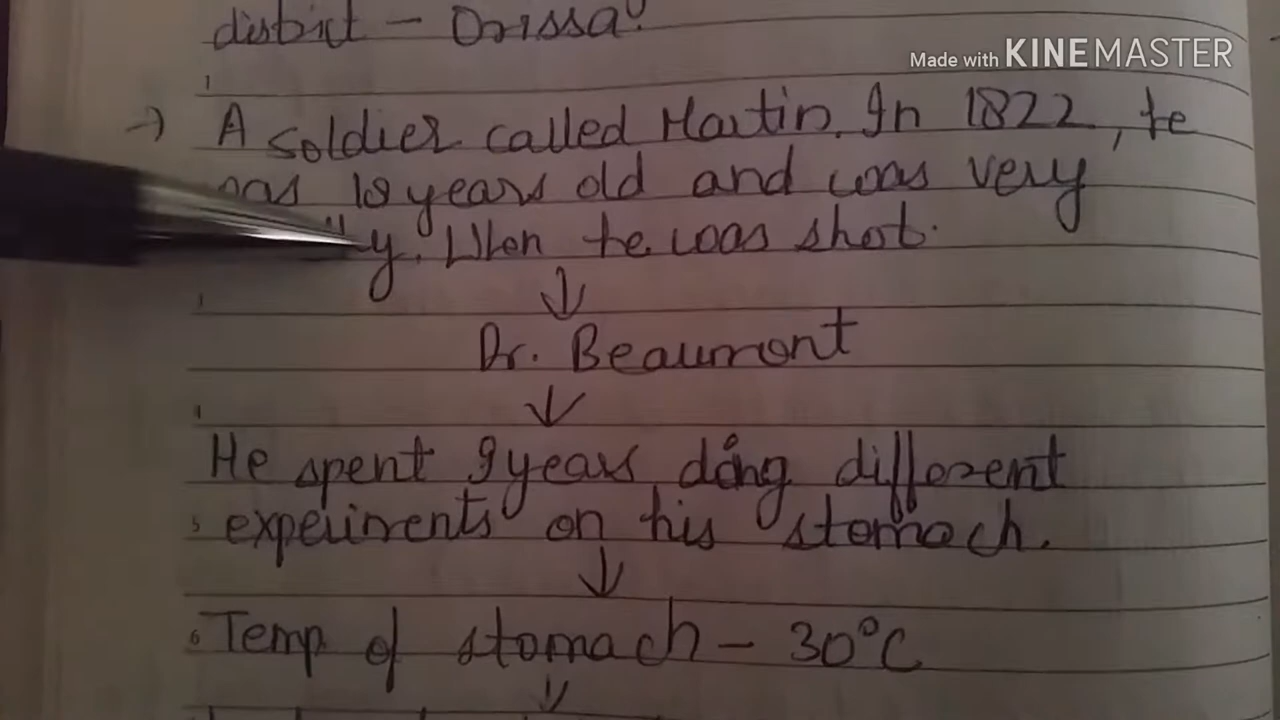 district - Orissa.
Made with KINEMASTER
→ A soldier called Martin. In 1822, he
was 18 years old and was very
y. When he was shot.
↓
Dr. Beaumont
↓
He spent 9 years doing different
experiments on his stomach.
↓
Temp of stomach - 30°C
↓